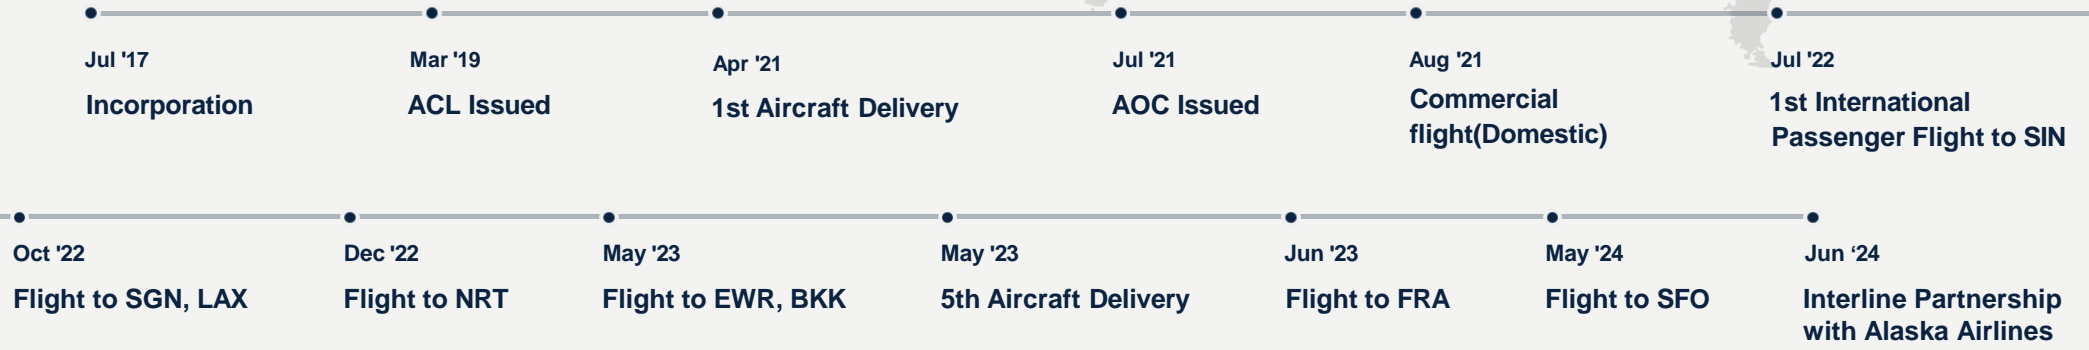 Jul '17
Incorporation
Mar '19
ACL Issued
Apr '21
1st Aircraft Delivery
Jul '21
AOC Issued
Aug '21
Commercial
flight(Domestic)
Jul '22
1st International
Passenger Flight to SIN
Oct '22
Flight to SGN, LAX
Dec '22
Flight to NRT
May '23
Flight to EWR, BKK
May '23
5th Aircraft Delivery
Jun '23
Flight to FRA
May '24
Flight to SFO
Jun ‘24
Interline Partnership
with Alaska Airlines